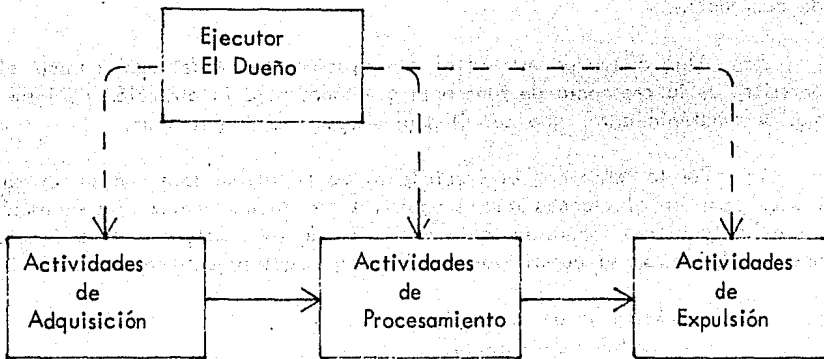 Ejecutor
El Dueño
Actividades
de
Adquisición
Actividades
de
Procesamiento
Actividades
de
Expulsión